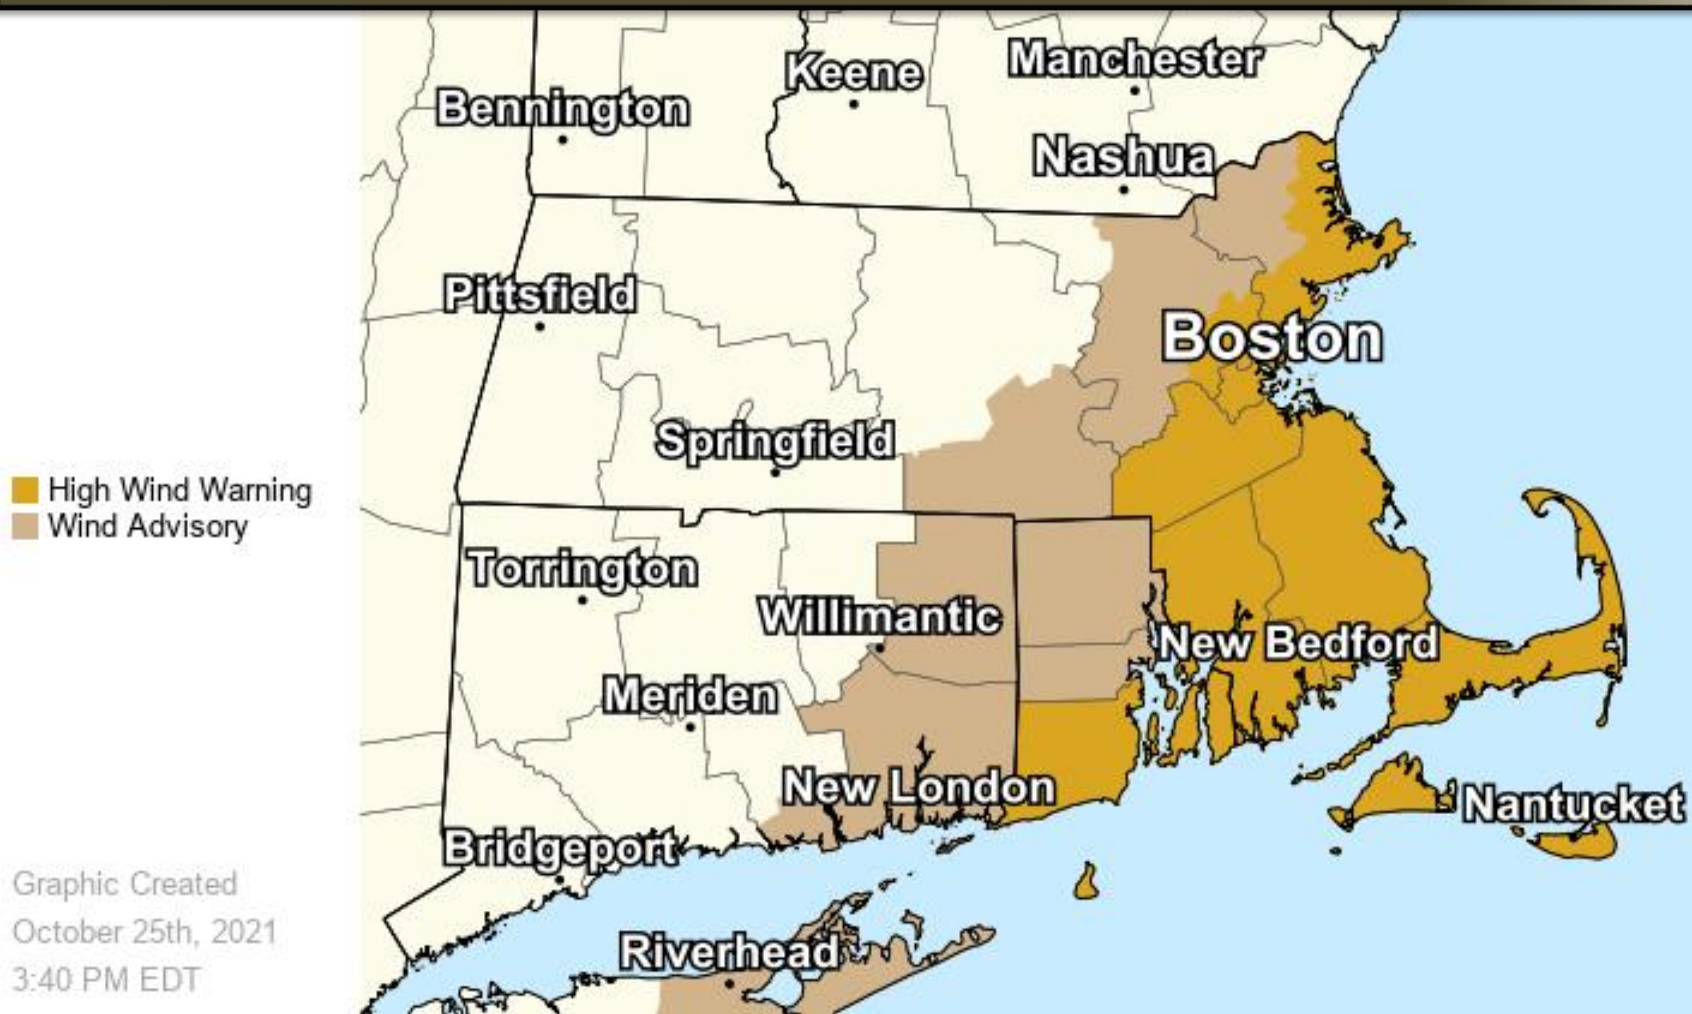 Keene
Manchester
Bennington
Nashua
Pittsfield
Boston
Springfield
High Wind Warning
Wind Advisory
Torrington
Willimantic
New Bedford
Meriden
New London
Nantucket
Bridgeport
Graphic Created
October 25th, 2021
3:40 PM EDT
Riverhead